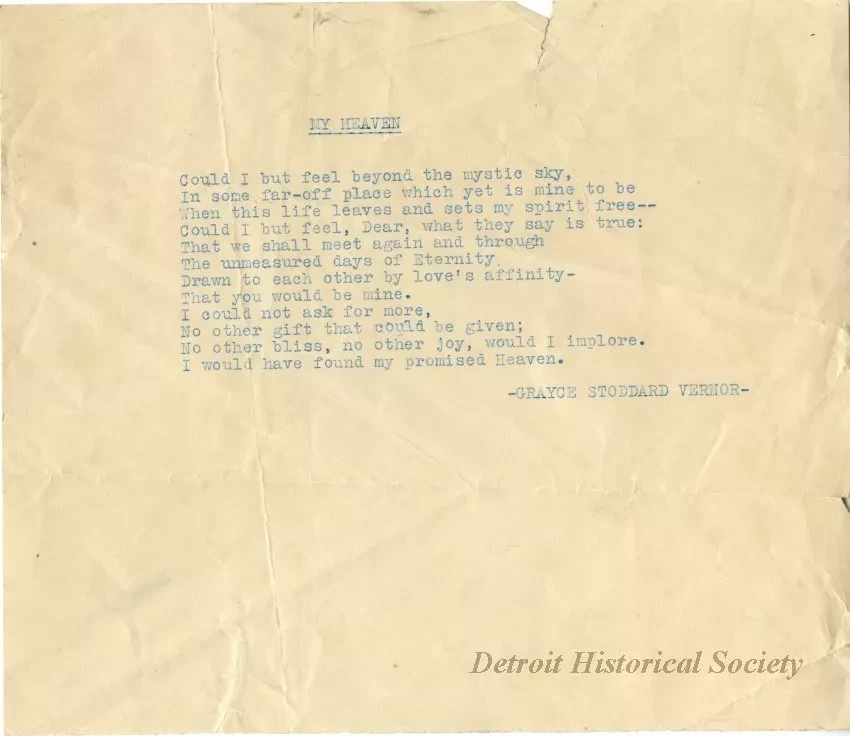 MY HEAVEN
Could I but feel beyond the mystic sky,
In some far-off place which yet is mine to be
When this life leaves and sets my spirit free--
Could I but feel, Dear, what they say is true:
That we shall meet again and through
The unmeasured days of Eternity
Drawn to each other by love's affinity-
That you would be mine.
I could not ask for more,
No other gift that could be given;
No other bliss, no other joy, would I implore.
I would have found my promised Heaven.
-GRAYCE STODDARD VERNOR-
Detroit Historical Society